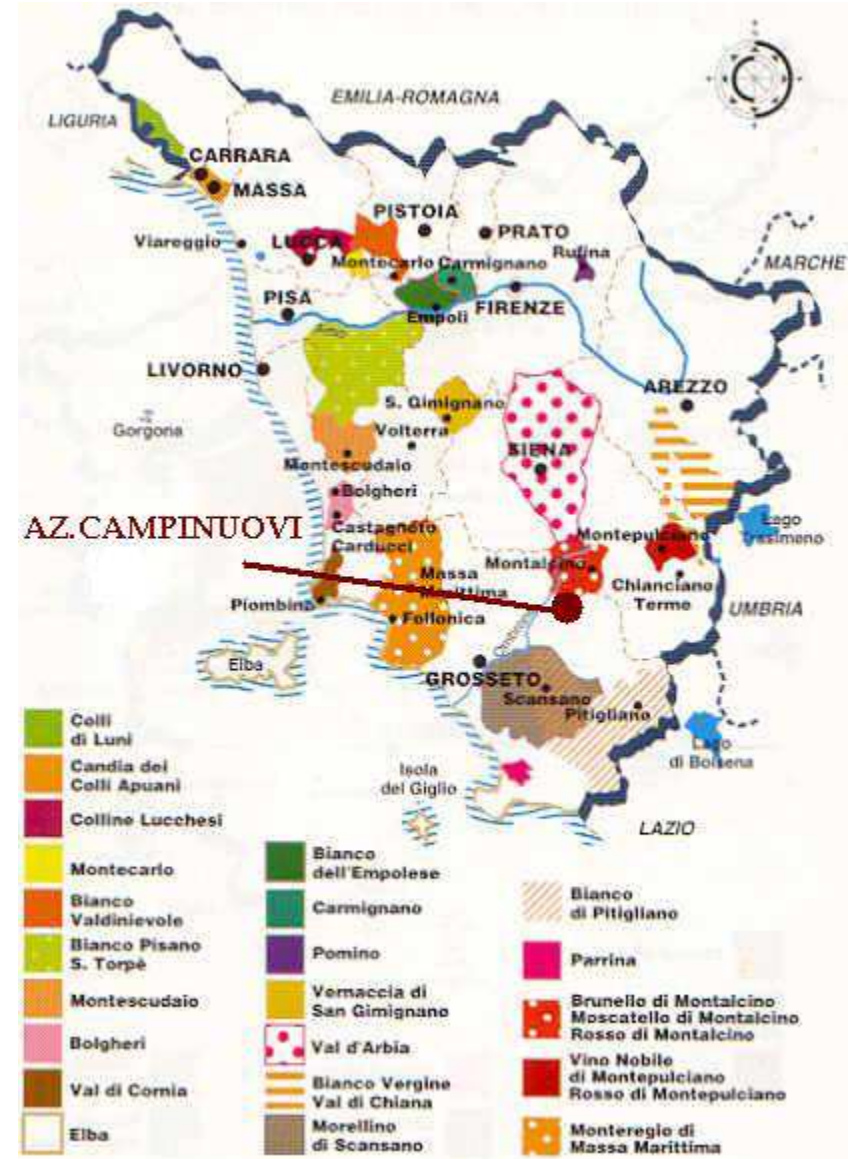 EMILIA-ROMAGNA
LIGURIA
CARRARA
MASSA
PISTOIA
PRATO
Viareggio
LUCCA
Rufina
Montecarlo
Carmignano
MARCHE
PISA
Empoli
FIRENZE
LIVORNO
AREZZO
S. Gimignano
Gorgona
Volterra
SIENA
Montescudaio
Bolgheri
AZ.CAMPINUOVI
Castagneto
Carducci
Montepulciano
Lago
Trasimeno
Montalcino
Massa
Marittima
Chianciano
Terme
Piombino
UMBRIA
Follonica
Elba
GROSSETO
Scansano
Pitigliano
Lago
di Bolsena
Isola
del Giglio
LAZIO
Colli
di Luni
Candia dei
Colli Apuani
Colline Lucchesi
Montecarlo
Bianco
Valdinievole
Bianco Pisano
S. Torpè
Montescudaio
Bolgheri
Val di Cornia
Elba
Bianco
dell'Empolese
Carmignano
Pomino
Vernaccia di
San Gimignano
Val d'Arbia
Bianco Vergine
Val di Chiana
Morellino
di Scansano
Bianco
di Pitigliano
Parrina
Brunello di Montalcino
Moscatello di Montalcino
Rosso di Montalcino
Vino Nobile
di Montepulciano
Rosso di Montepulciano
Monteregio di
Massa Marittima